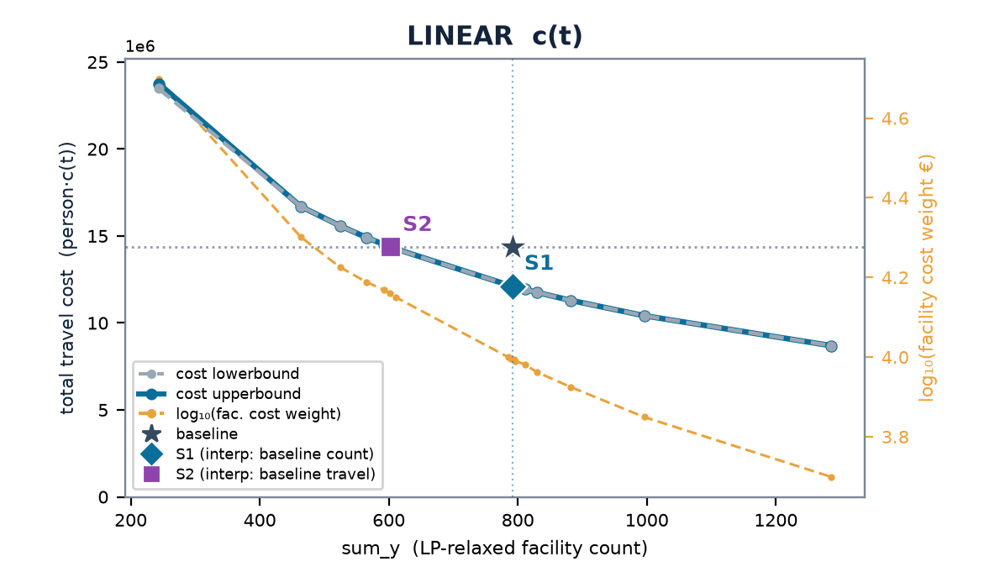 LINEAR c(t)
1e6
25
20
15
10
5
0
total travel cost (person·c(t))
200
400
600
800
1000
1200
sum_y (LP-relaxed facility count)
4.6
4.4
4.2
4.0
3.8
log₁₀(facility cost weight €)
S2
S1
cost lowerbound
cost upperbound
log₁₀(fac. cost weight)
baseline
S1 (interp: baseline count)
S2 (interp: baseline travel)